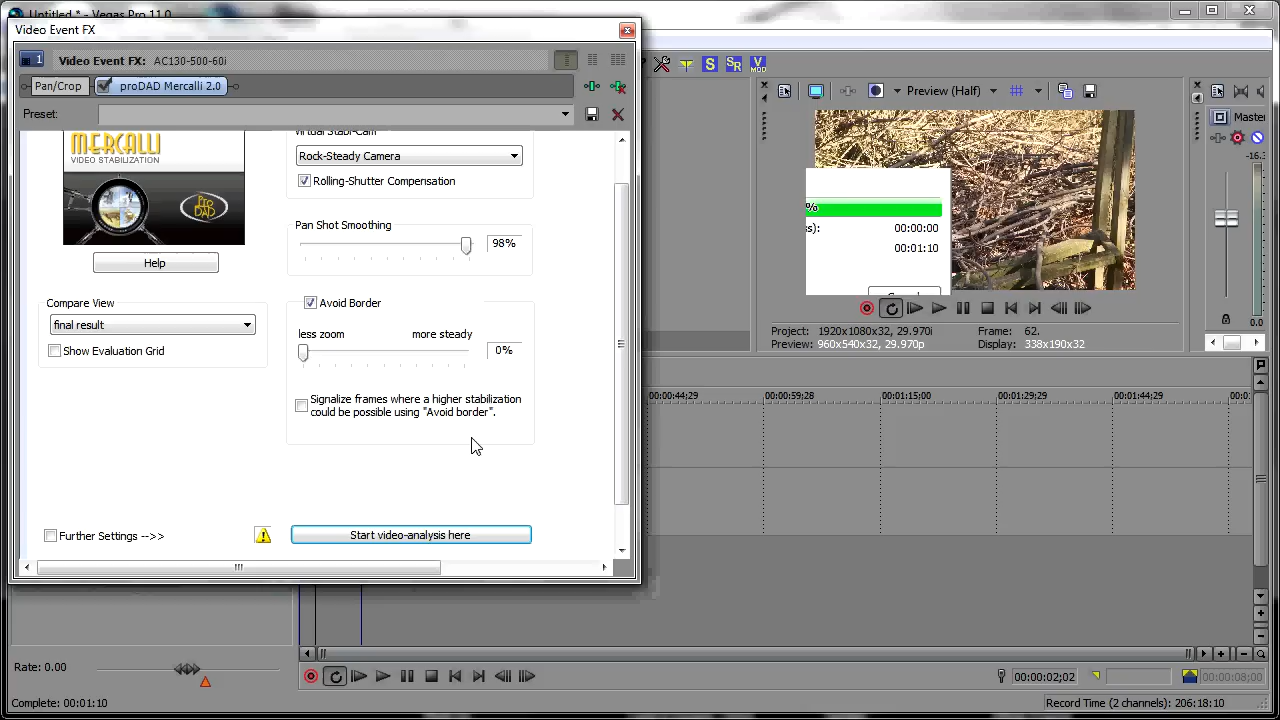 Untitled * - Vegas Pro 11.0
Video Event FX
1
Video Event FX: AC130-500-60i
Pan/Crop
proDAD Mercalli 2.0
Preset:
MERCALLI
VIDEO STABILIZATION
PRO
DAD
Help
Virtual Stabi-Cam
Rock-Steady Camera
Rolling-Shutter Compensation
Pan Shot Smoothing
98%
Compare View
final result
Show Evaluation Grid
Avoid Border
less zoom
more steady
0%
Signalize frames where a higher stabilization
could be possible using "Avoid border".
Further Settings -->>
Start video-analysis here
S
SR
V
MOD
Preview (Half)
Master
-16.3
%
s):
00:00:00
00:01:10
0.0
Project: 1920x1080x32, 29.970i
Frame: 62.
Preview: 960x540x32, 29.970p
Display: 338x190x32
00:00:44;29
00:00:59;28
00:01:15;00
00:01:29;29
00:01:44;29
00:01:
Rate: 0.00
00:00:02;02
00:00:08;00
Complete: 00:01:10
Record Time (2 channels): 206:18:10